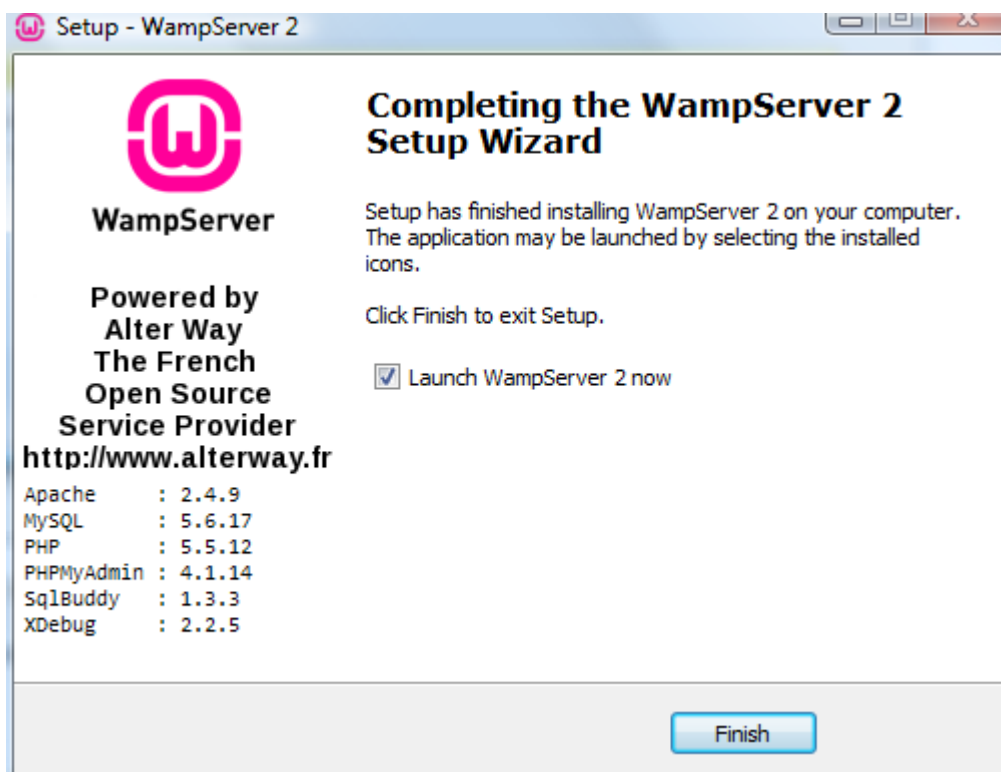 Setup - WampServer 2
WampServer
Powered by
Alter Way
The French
Open Source
Service Provider
http://www.alterway.fr
Apache : 2.4.9
MySQL : 5.6.17
PHP : 5.5.12
PHPMyAdmin : 4.1.14
SqlBuddy : 1.3.3
XDebug : 2.2.5
Completing the WampServer 2
Setup Wizard
Setup has finished installing WampServer 2 on your computer.
The application may be launched by selecting the installed
icons.
Click Finish to exit Setup.
Launch WampServer 2 now
Finish